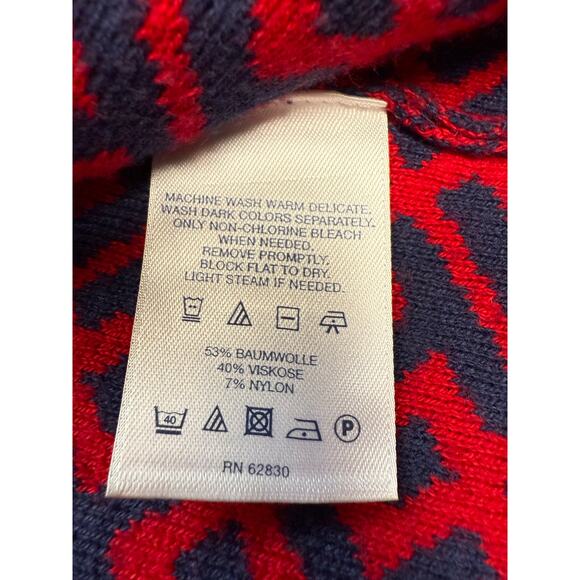 MACHINE WASH WARM DELICATE.
WASH DARK COLORS SEPARATELY.
ONLY NON-CHLORINE BLEACH
WHEN NEEDED.
REMOVE PROMPTLY.
BLOCK FLAT TO DRY.
LIGHT STEAM IF NEEDED.
53% BAUMWOLLE
40% VISKOSE
7% NYLON
40 P
RN 62830